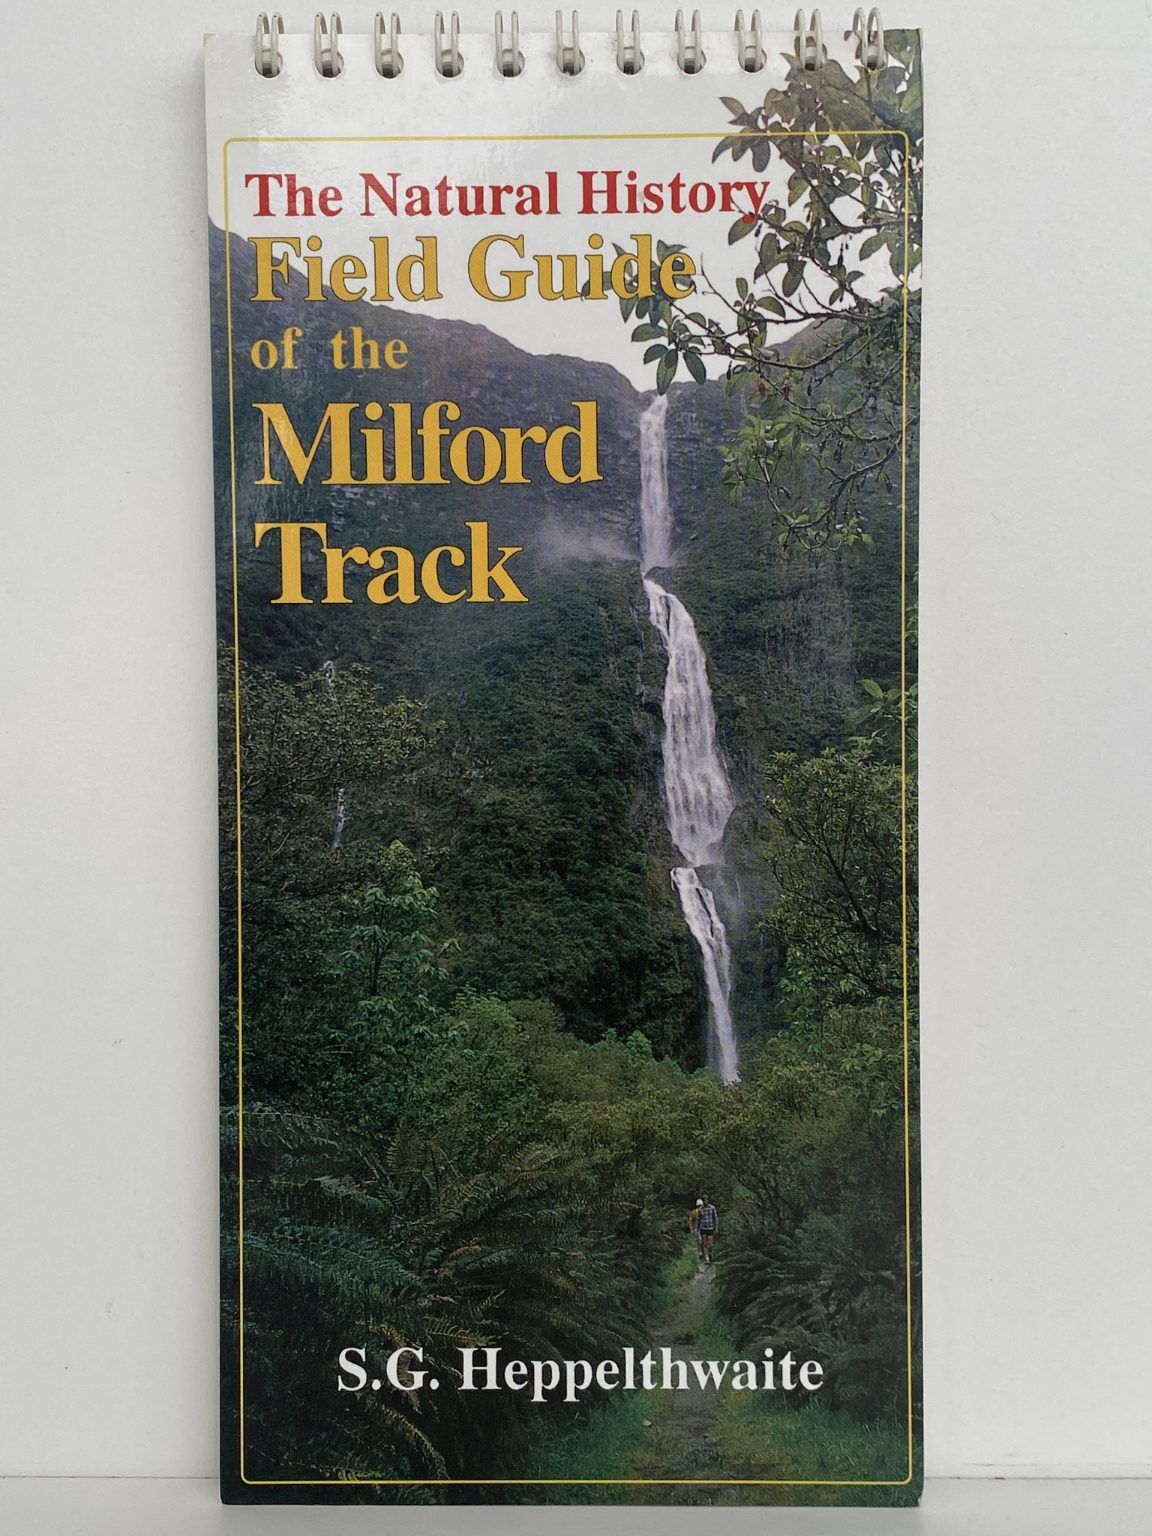 The Natural History
Field Guide
of the
Milford
Track
S.G. Heppelthwaite